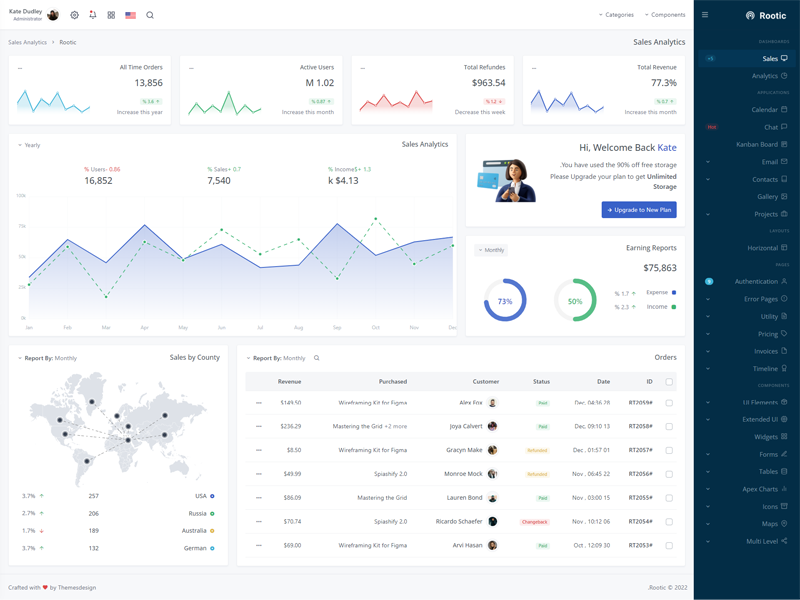 Kate Dudley
Administrator
Categories
Components
Rootic
Sales Analytics > Rootic
Sales Analytics
All Time Orders
13,856
% 3.8
Increase this year
Active Users
M 1.02
% 0.87
Increase this month
Total Refundes
$963.54
% 1.2
Decrease this week
Total Revenue
77.3%
% 0.7
Increase this month
Yearly
Sales Analytics
% Users- 0.86
16,852
% Sales+ 0.7
7,540
% Income$+ 1.3
k $4.13
100k
75k
50k
25k
0k
Jan
Feb
Mar
Apr
May
Jun
Jul
Aug
Sep
Oct
Nov
Dec
Hi, Welcome Back Kate
.You have used the 90% off free storage
Please Upgrade your plan to get Unlimited
Storage
Upgrade to New Plan
Monthly
Earning Reports
$75,863
73%
50%
% 1.7
Expense
% 2.3
Income
Report By: Monthly
Sales by County
3.7% 257 USA
2.7% 206 Russia
1.7% 189 Australia
3.7% 132 German
Report By: Monthly
Orders
Revenue Purchased Customer Status Date ID
$149.50 Wireframing Kit for Figma Alex Fox Paid Dec, 04:36 28 RT2059#
$236.29 Mastering the Grid +2 more Joya Calvert Paid Dec, 09:10 13 RT2058#
$8.50 Wireframing Kit for Figma Gracyn Make Refunded Dec . 01:57 01 RT2057#
$49.99 Spiashify 2.0 Monroe Mock Refunded Nov . 06:45 22 RT2056#
$86.09 Mastering the Grid Lauren Bond Paid Nov . 03:00 15 RT2055#
$70.74 Spiashify 2.0 Ricardo Schaefer Chargeback Nov . 10:12 06 RT2054#
$69.00 Wireframing Kit for Figma Arvi Hasan Paid Oct . 12:09 30 RT2053#
Crafted with ❤ by Themesdesign
.Rootic © 2022
DASHBOARDS
+5
Sales
Analytics
APPLICATIONS
Calendar
Hot
Chat
Kanban Board
Email
Contacts
Gallery
Projects
LAYOUTS
Horizontal
PAGES
Authentication
Error Pages
Utility
Pricing
Invoices
Timeline
COMPONENTS
UI Elements
Extended UI
Widgets
Forms
Tables
Apex Charts
Icons
Maps
Multi Level